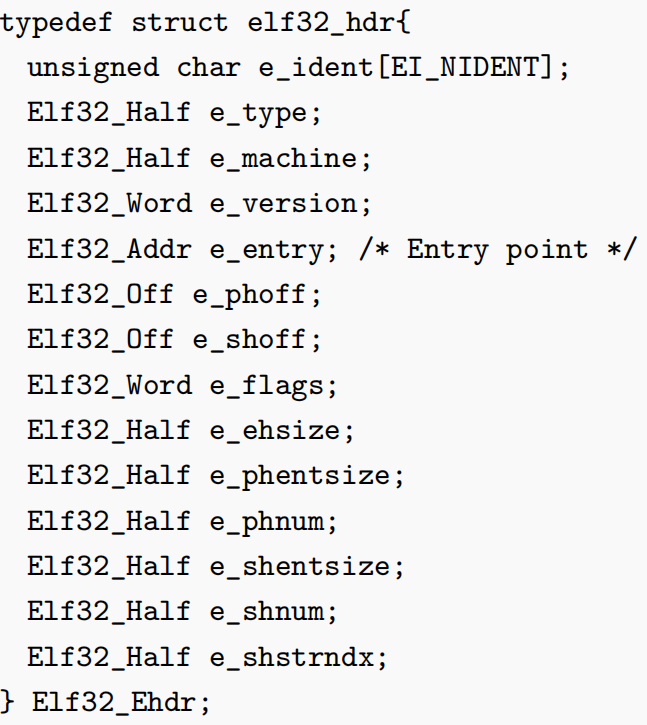 typedef struct elf32_hdr{
unsigned char e_ident[EI_NIDENT];
Elf32_Half e_type;
Elf32_Half e_machine;
Elf32_Word e_version;
Elf32_Addr e_entry; /* Entry point */
Elf32_Off e_phoff;
Elf32_Off e_shoff;
Elf32_Word e_flags;
Elf32_Half e_ehsize;
Elf32_Half e_phentsize;
Elf32_Half e_phnum;
Elf32_Half e_shentsize;
Elf32_Half e_shnum;
Elf32_Half e_shstrndx;
} Elf32_Ehdr;